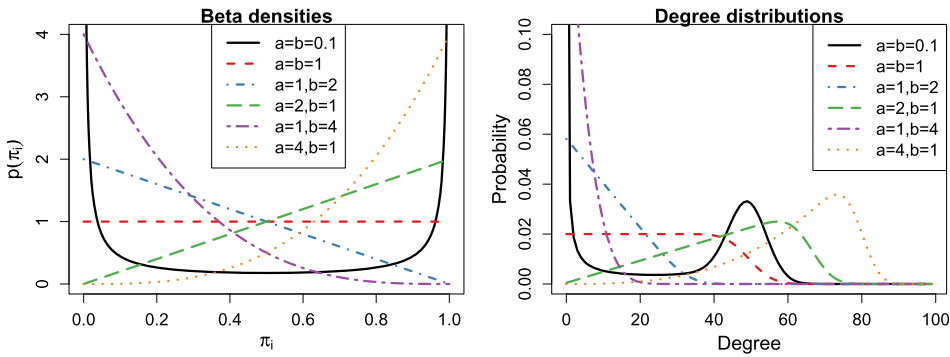 Beta densities
p(πi)
4
3
2
1
0
a=b=0.1
a=b=1
a=1,b=2
a=2,b=1
a=1,b=4
a=4,b=1
0.0 0.2 0.4 0.6 0.8 1.0
πi
Degree distributions
Probability
0.10
0.08
0.06
0.04
0.02
0.00
a=b=0.1
a=b=1
a=1,b=2
a=2,b=1
a=1,b=4
a=4,b=1
0 20 40 60 80 100
Degree